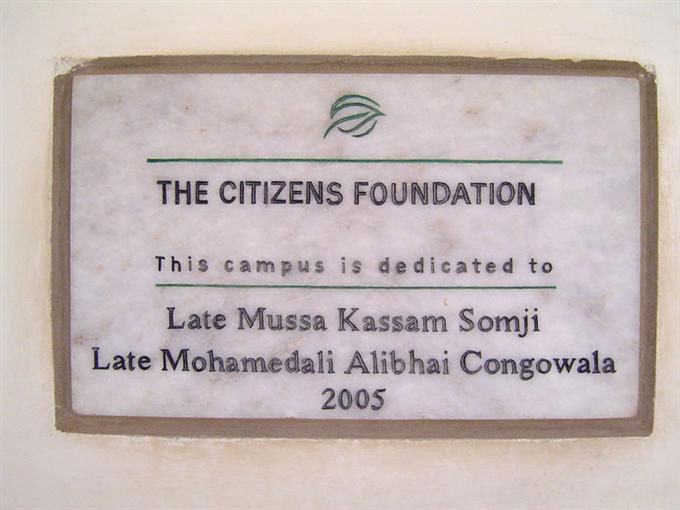 THE CITIZENS FOUNDATION
This campus is dedicated to
Late Mussa Kassam Somji
Late Mohamedali Alibhai Congowala
2005